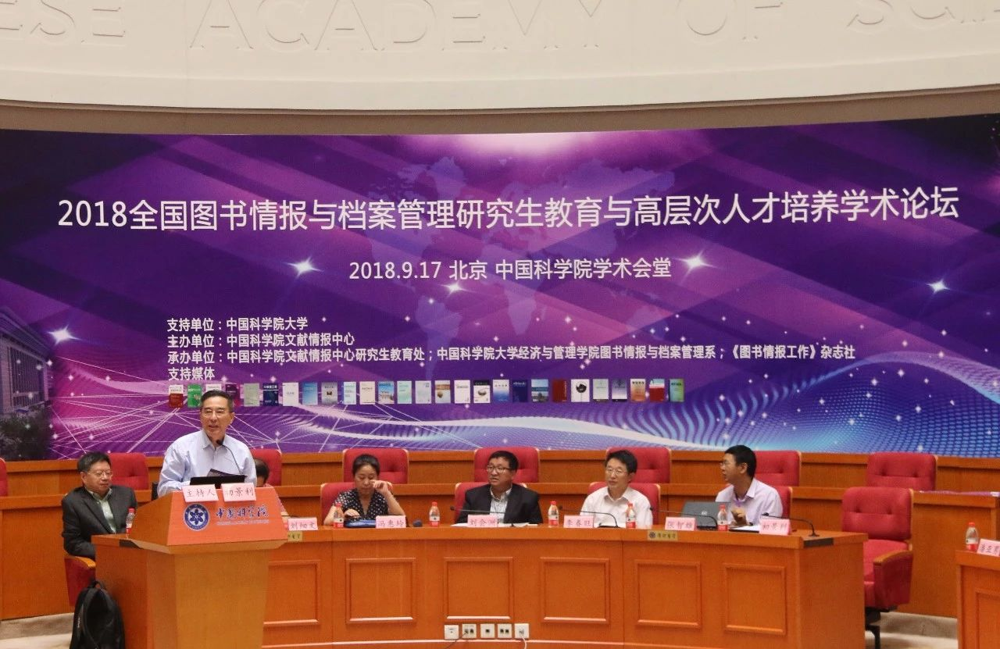 ESE ACADEMY OF SCI
2018全国图书情报与档案管理研究生教育与高层次人才培养学术论坛
2018.9.17 北京 中国科学院学术会堂
支持单位：中国科学院大学
主办单位：中国科学院文献情报中心
承办单位：中国科学院文献情报中心研究生教育处；中国科学院大学经济与管理学院图书情报与档案管理系；《图书情报工作》杂志社
支持媒体
主持人 初景利
中国科学院
刘细文
冯惠玲
刘会洲
李春旺
张智雄
初景利